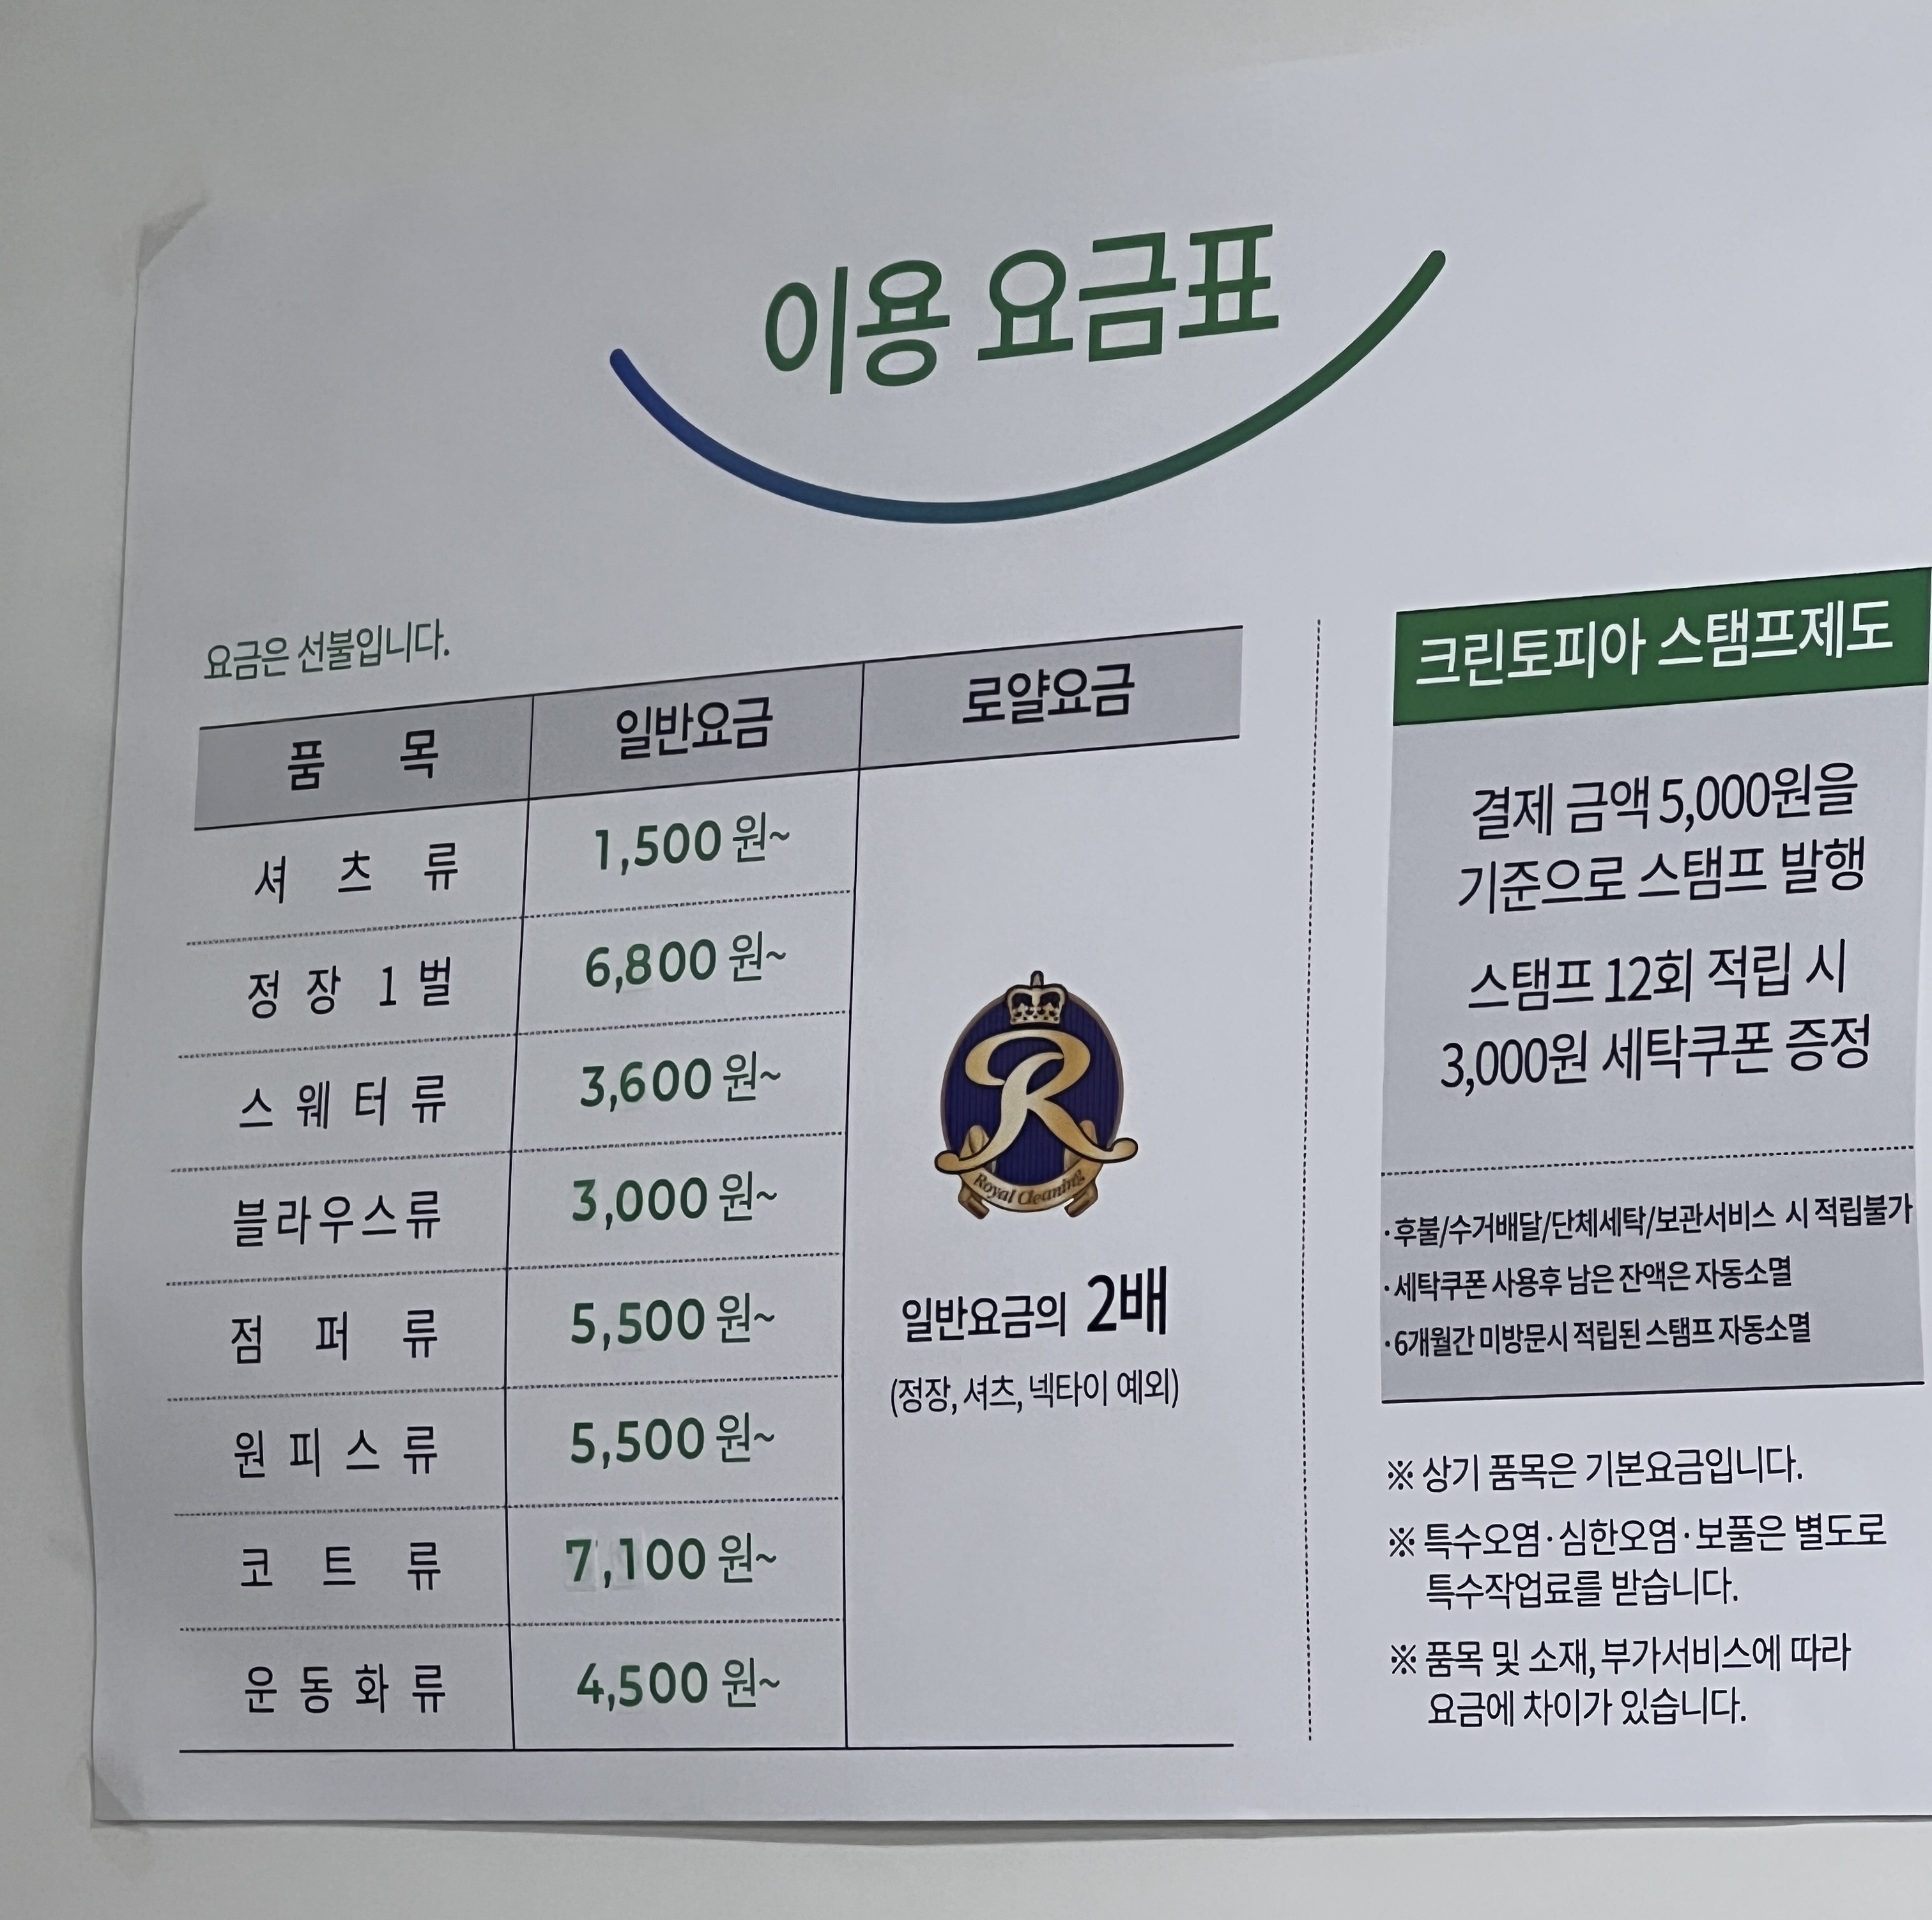 이용 요금표
요금은 선불입니다.
품 목 일반요금 로얄요금
셔 츠 류 1,500 원~
정 장 1 벌 6,800 원~
스 웨 터 류 3,600 원~
블라우스류 3,000 원~
점 퍼 류 5,500 원~
원 피 스 류 5,500 원~
코 트 류 7,100 원~
운 동 화 류 4,500 원~
R
Royal Cleaning
일반요금의 2배
(정장, 셔츠, 넥타이 예외)
크린토피아 스탬프제도
결제 금액 5,000원을
기준으로 스탬프 발행
스탬프 12회 적립 시
3,000원 세탁쿠폰 증정
·후불/수거배달/단체세탁/보관서비스 시 적립불가
·세탁쿠폰 사용후 남은 잔액은 자동소멸
·6개월간 미방문시 적립된 스탬프 자동소멸
※ 상기 품목은 기본요금입니다.
※ 특수오염·심한오염·보풀은 별도로
특수작업료를 받습니다.
※ 품목 및 소재, 부가서비스에 따라
요금에 차이가 있습니다.